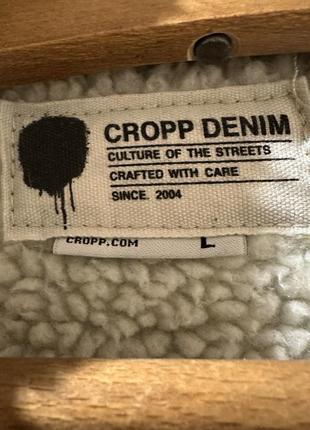 CROPP DENIM
CULTURE OF THE STREETS
CRAFTED WITH CARE
SINCE. 2004
CROPP.COM L